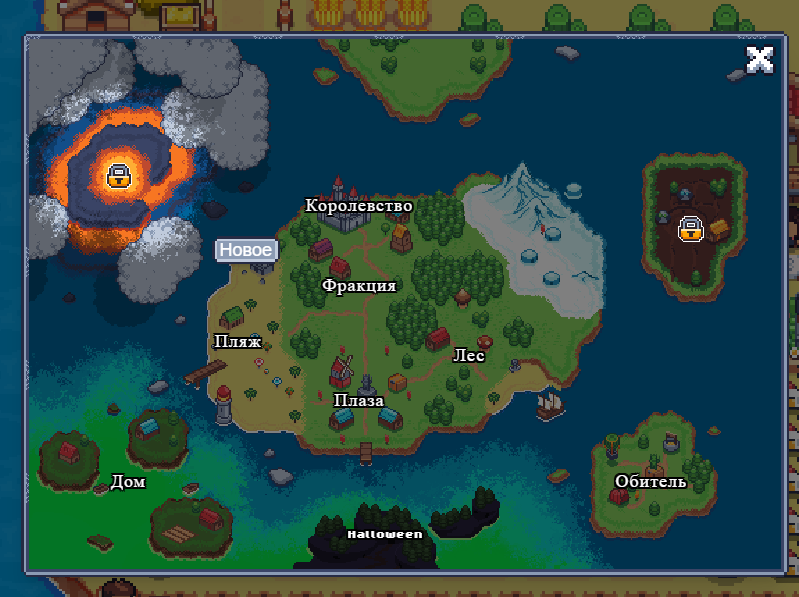 Королевство
Новое
Фракция
Пляж
Лес
Плаза
Дом
Обитель
Halloween